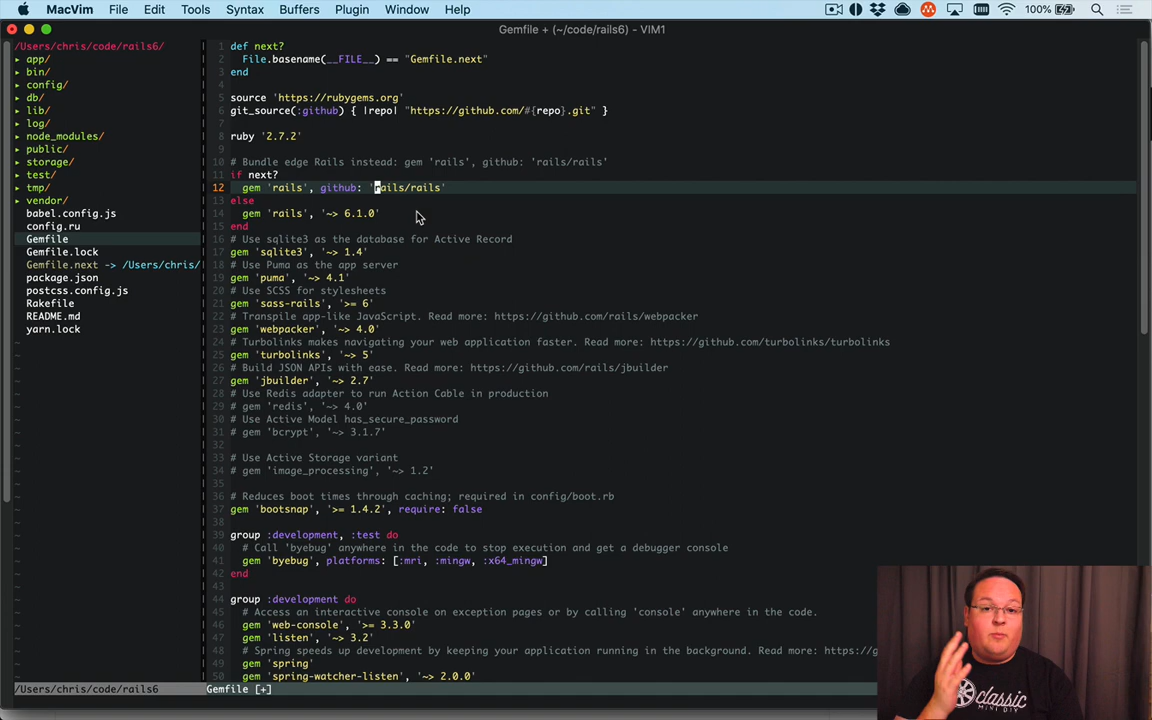 MacVim File Edit Tools Syntax Buffers Plugin Window Help 100%
Gemfile + (~/code/rails6) - VIM1
/Users/chris/code/rails6/
▸ app/
▸ bin/
▸ config/
▸ db/
▸ lib/
▸ log/
▸ node_modules/
▸ public/
▸ storage/
▸ test/
▸ tmp/
▸ vendor/
babel.config.js
config.ru
Gemfile
Gemfile.lock
Gemfile.next -> /Users/chris/
package.json
postcss.config.js
Rakefile
README.md
yarn.lock
/Users/chris/code/rails6
1 def next?
2 File.basename(__FILE__) == "Gemfile.next"
3 end
4
5 source 'https://rubygems.org'
6 git_source(:github) { |repo| "https://github.com/#{repo}.git" }
7
8 ruby '2.7.2'
9
10 # Bundle edge Rails instead: gem 'rails', github: 'rails/rails'
11 if next?
12 gem 'rails', github: 'rails/rails'
13 else
14 gem 'rails', '~> 6.1.0'
15 end
16 # Use sqlite3 as the database for Active Record
17 gem 'sqlite3', '~> 1.4'
18 # Use Puma as the app server
19 gem 'puma', '~> 4.1'
20 # Use SCSS for stylesheets
21 gem 'sass-rails', '>= 6'
22 # Transpile app-like JavaScript. Read more: https://github.com/rails/webpacker
23 gem 'webpacker', '~> 4.0'
24 # Turbolinks makes navigating your web application faster. Read more: https://github.com/turbolinks/turbolinks
25 gem 'turbolinks', '~> 5'
26 # Build JSON APIs with ease. Read more: https://github.com/rails/jbuilder
27 gem 'jbuilder', '~> 2.7'
28 # Use Redis adapter to run Action Cable in production
29 # gem 'redis', '~> 4.0'
30 # Use Active Model has_secure_password
31 # gem 'bcrypt', '~> 3.1.7'
32
33 # Use Active Storage variant
34 # gem 'image_processing', '~> 1.2'
35
36 # Reduces boot times through caching; required in config/boot.rb
37 gem 'bootsnap', '>= 1.4.2', require: false
38
39 group :development, :test do
40 # Call 'byebug' anywhere in the code to stop execution and get a debugger console
41 gem 'byebug', platforms: [:mri, :mingw, :x64_mingw]
42 end
43
44 group :development do
45 # Access an interactive console on exception pages or by calling 'console' anywhere in the code.
46 gem 'web-console', '>= 3.3.0'
47 gem 'listen', '~> 3.2'
48 # Spring speeds up development by keeping your application running in the background. Read more: https://g
49 gem 'spring'
50 gem 'spring-watcher-listen', '~> 2.0.0'
Gemfile [+]
classic
MINI DIY